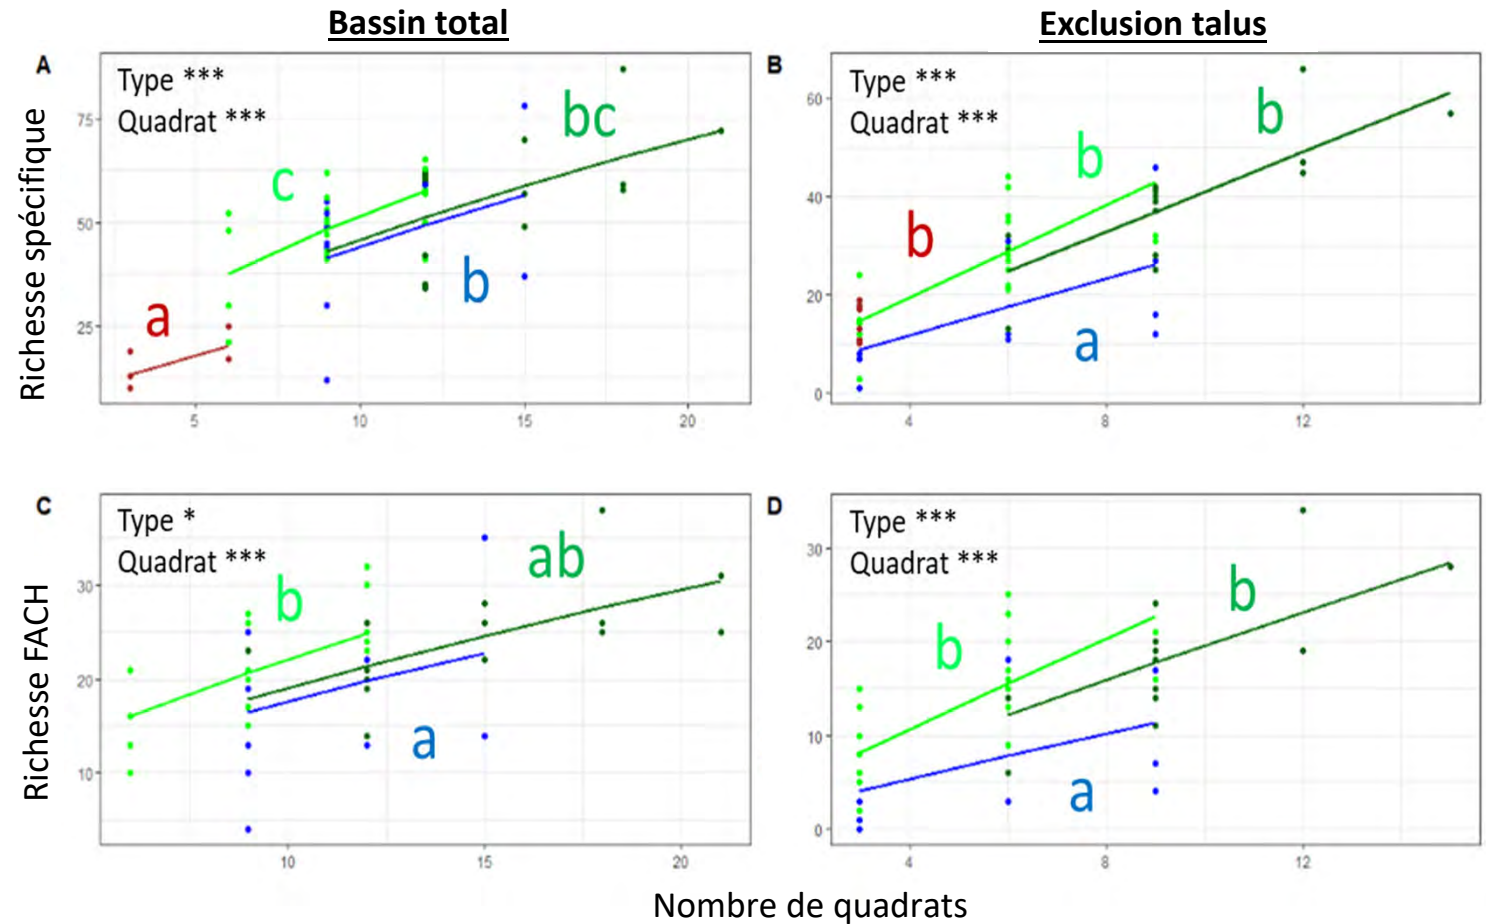 Bassin total
Exclusion talus
A
Type ***
Quadrat ***
Richesse spécifique
75
50
25
a
c
bc
b
5
10
15
20
B
Type ***
Quadrat ***
60
40
20
0
b
b
b
a
4
8
12
C
Type *
Quadrat ***
Richesse FACH
30
20
10
b
ab
a
10
15
20
D
Type ***
Quadrat ***
30
20
10
0
b
b
a
4
8
12
Nombre de quadrats